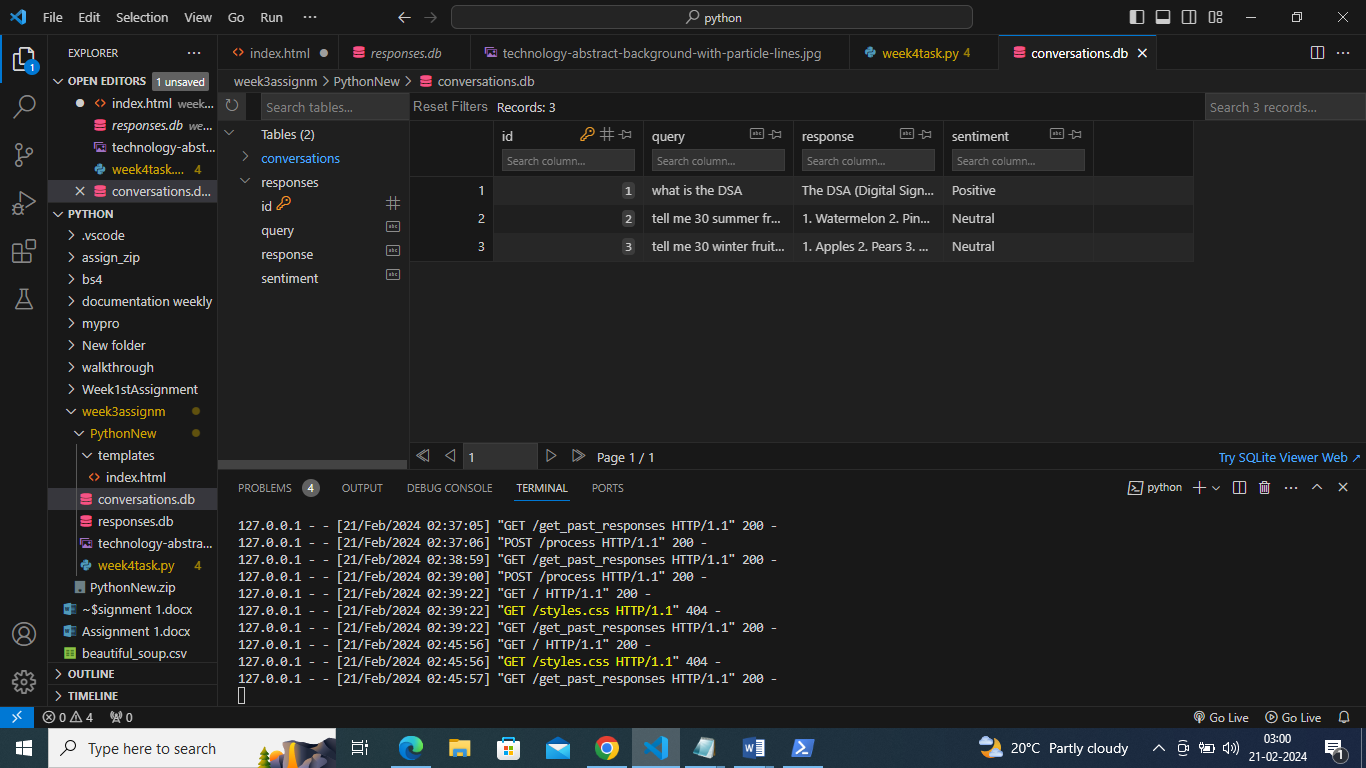 File Edit Selection View Go Run ··· python
EXPLORER ···
OPEN EDITORS 1 unsaved
index.html week...
responses.db we...
technology-abst...
week4task.... 4
conversations.d...
PYTHON
.vscode
assign_zip
bs4
documentation weekly
mypro
New folder
walkthrough
Week1stAssignment
week3assignm
PythonNew
templates
index.html
conversations.db
responses.db
technology-abstra...
week4task.py 4
PythonNew.zip
~$signment 1.docx
Assignment 1.docx
beautiful_soup.csv
OUTLINE
TIMELINE
index.html responses.db technology-abstract-background-with-particle-lines.jpg week4task.py 4 conversations.db
week3assignm > PythonNew > conversations.db
Search tables... Reset Filters Records: 3 Search 3 records...
Tables (2)
conversations
responses
id
query
response
sentiment
id query response sentiment
Search column... Search column... Search column... Search column...
1 1 what is the DSA The DSA (Digital Sign... Positive
2 2 tell me 30 summer fr... 1. Watermelon 2. Pin... Neutral
3 3 tell me 30 winter fruit... 1. Apples 2. Pears 3. ... Neutral
1 Page 1 / 1 Try SQLite Viewer Web ↗
PROBLEMS 4 OUTPUT DEBUG CONSOLE TERMINAL PORTS python
127.0.0.1 - - [21/Feb/2024 02:37:05] "GET /get_past_responses HTTP/1.1" 200 -
127.0.0.1 - - [21/Feb/2024 02:37:06] "POST /process HTTP/1.1" 200 -
127.0.0.1 - - [21/Feb/2024 02:38:59] "GET /get_past_responses HTTP/1.1" 200 -
127.0.0.1 - - [21/Feb/2024 02:39:00] "POST /process HTTP/1.1" 200 -
127.0.0.1 - - [21/Feb/2024 02:39:22] "GET / HTTP/1.1" 200 -
127.0.0.1 - - [21/Feb/2024 02:39:22] "GET /styles.css HTTP/1.1" 404 -
127.0.0.1 - - [21/Feb/2024 02:39:22] "GET /get_past_responses HTTP/1.1" 200 -
127.0.0.1 - - [21/Feb/2024 02:45:56] "GET / HTTP/1.1" 200 -
127.0.0.1 - - [21/Feb/2024 02:45:56] "GET /styles.css HTTP/1.1" 404 -
127.0.0.1 - - [21/Feb/2024 02:45:57] "GET /get_past_responses HTTP/1.1" 200 -
0 4 0 Go Live Go Live
Type here to search 20°C Partly cloudy 03:00
21-02-2024
1